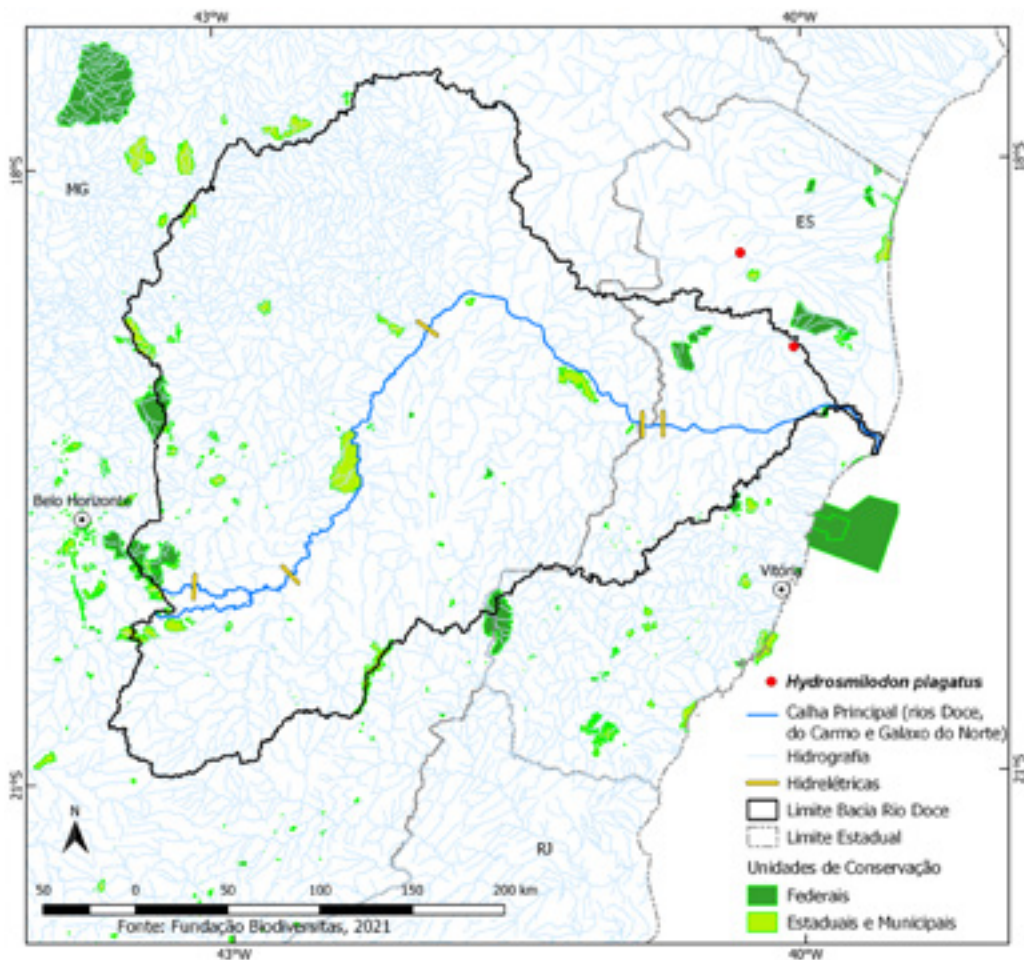 43°W
40°W
18°S
18°S
MG
ES
Belo Horizonte
Vitória
Hydrosmilodon plagatus
Calha Principal (rios Doce,
do Carmo e Galaxo do Norte)
Hidrografia
Hidrelétricas
Limite Bacia Rio Doce
Limite Estadual
Unidades de Conservação
Federais
Estaduais e Municipais
21°S
21°S
N
RJ
50 0 50 100 150 200 km
Fonte: Fundação Biodiversitas, 2021
43°W
40°W